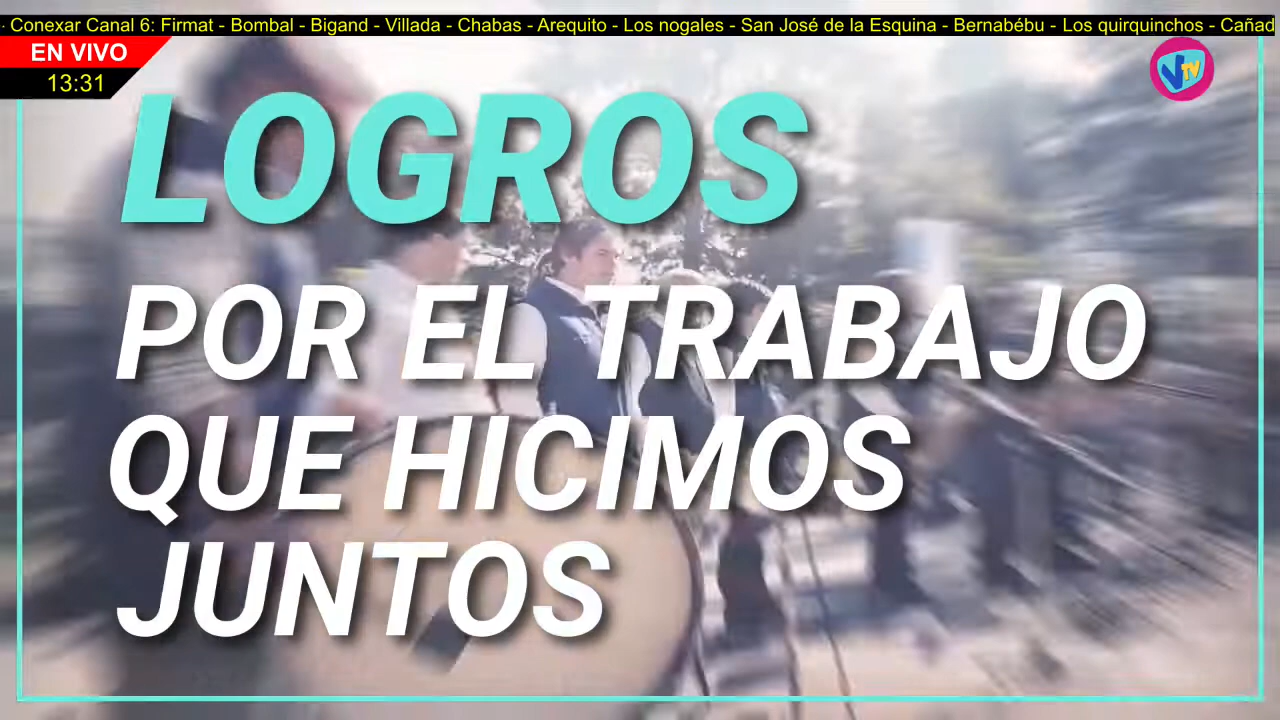 Conexar Canal 6: Firmat - Bombal - Bigand - Villada - Chabas - Arequito - Los nogales - San José de la Esquina - Bernabébu - Los quirquinchos - Cañad
EN VIVO
13:31
VTV
LOGROS
POR EL TRABAJO
QUE HICIMOS
JUNTOS